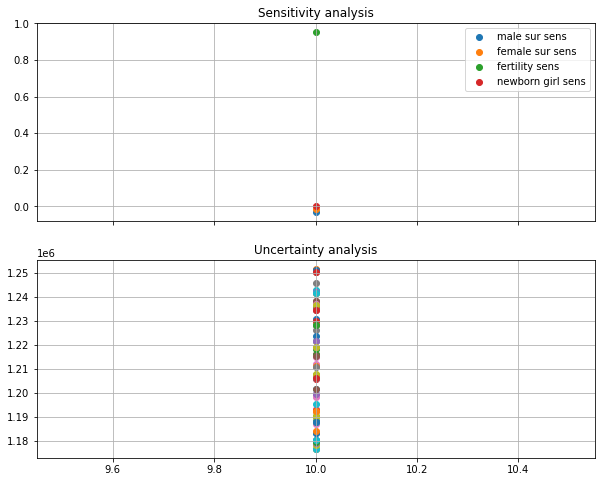 Sensitivity analysis
1.0
0.8
0.6
0.4
0.2
0.0
male sur sens
female sur sens
fertility sens
newborn girl sens
Uncertainty analysis
1e6
1.25
1.24
1.23
1.22
1.21
1.20
1.19
1.18
9.6 9.8 10.0 10.2 10.4